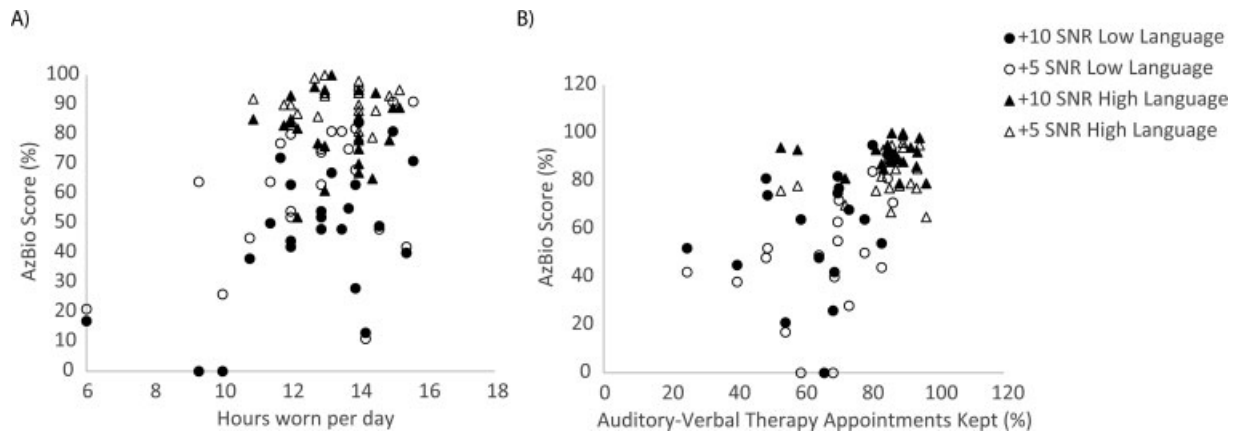 A)
AzBio Score (%)
100
90
80
70
60
50
40
30
20
10
0
6 10 12 14 16 18
Hours worn per day
B)
AzBio Score (%)
120
100
80
60
40
20
0
0 20 40 60 80 100 120
Auditory-Verbal Therapy Appointments Kept (%)
+10 SNR Low Language
+5 SNR Low Language
+10 SNR High Language
+5 SNR High Language